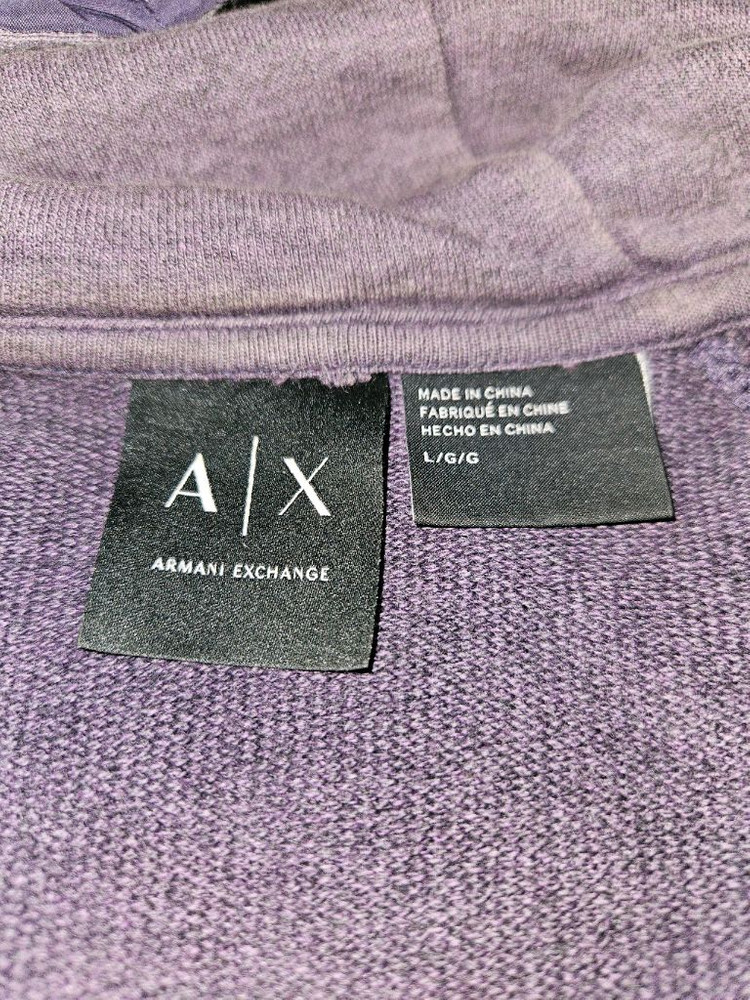 A|X
ARMANI EXCHANGE
MADE IN CHINA
FABRIQUÉ EN CHINE
HECHO EN CHINA
L/G/G